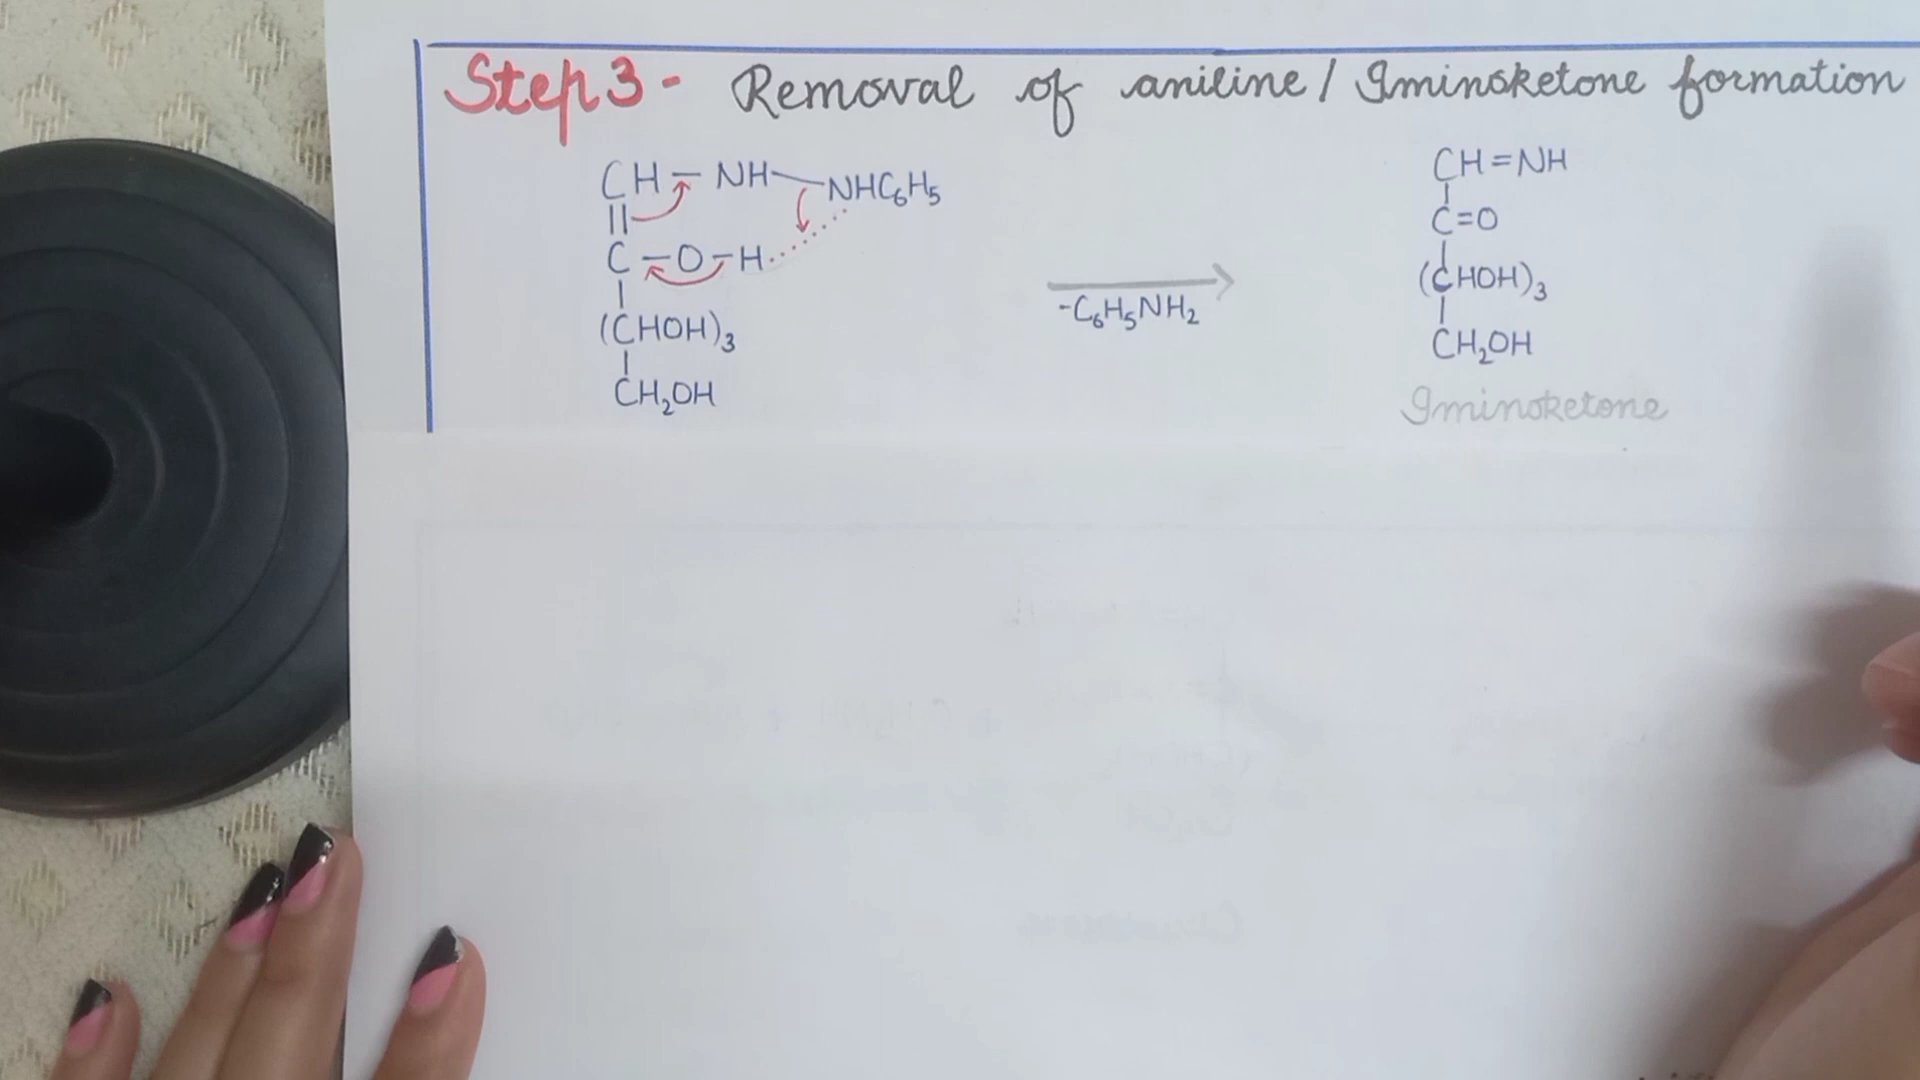 Step 3 - Removal of aniline / Iminoketone formation
CH — NH — NHC₆H₅
||
C — O — H
|
(CHOH)₃
|
CH₂OH
-C₆H₅NH₂
CH = NH
|
C=O
|
(CHOH)₃
|
CH₂OH
Iminoketone